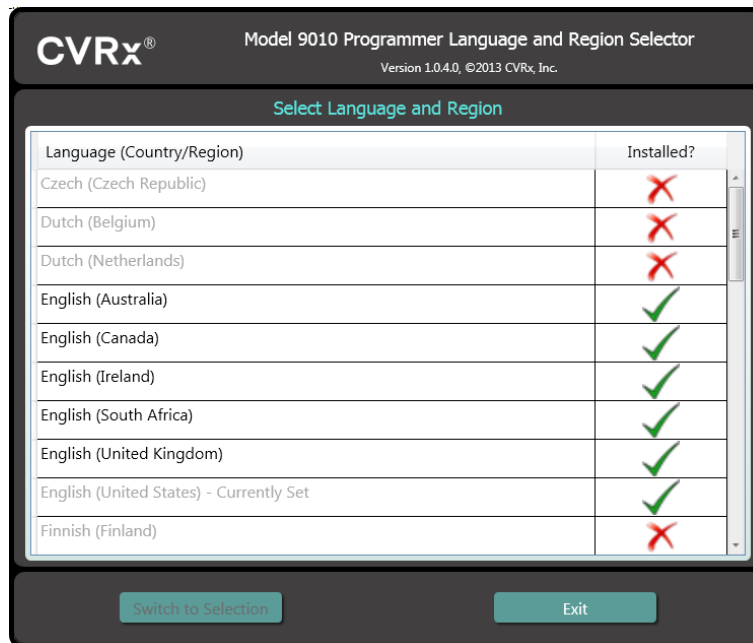 CVRx®
Model 9010 Programmer Language and Region Selector
Version 1.0.4.0, ©2013 CVRx, Inc.
Select Language and Region
Language (Country/Region) Installed?
Czech (Czech Republic)
Dutch (Belgium)
Dutch (Netherlands)
English (Australia)
English (Canada)
English (Ireland)
English (South Africa)
English (United Kingdom)
English (United States) - Currently Set
Finnish (Finland)
Switch to Selection Exit